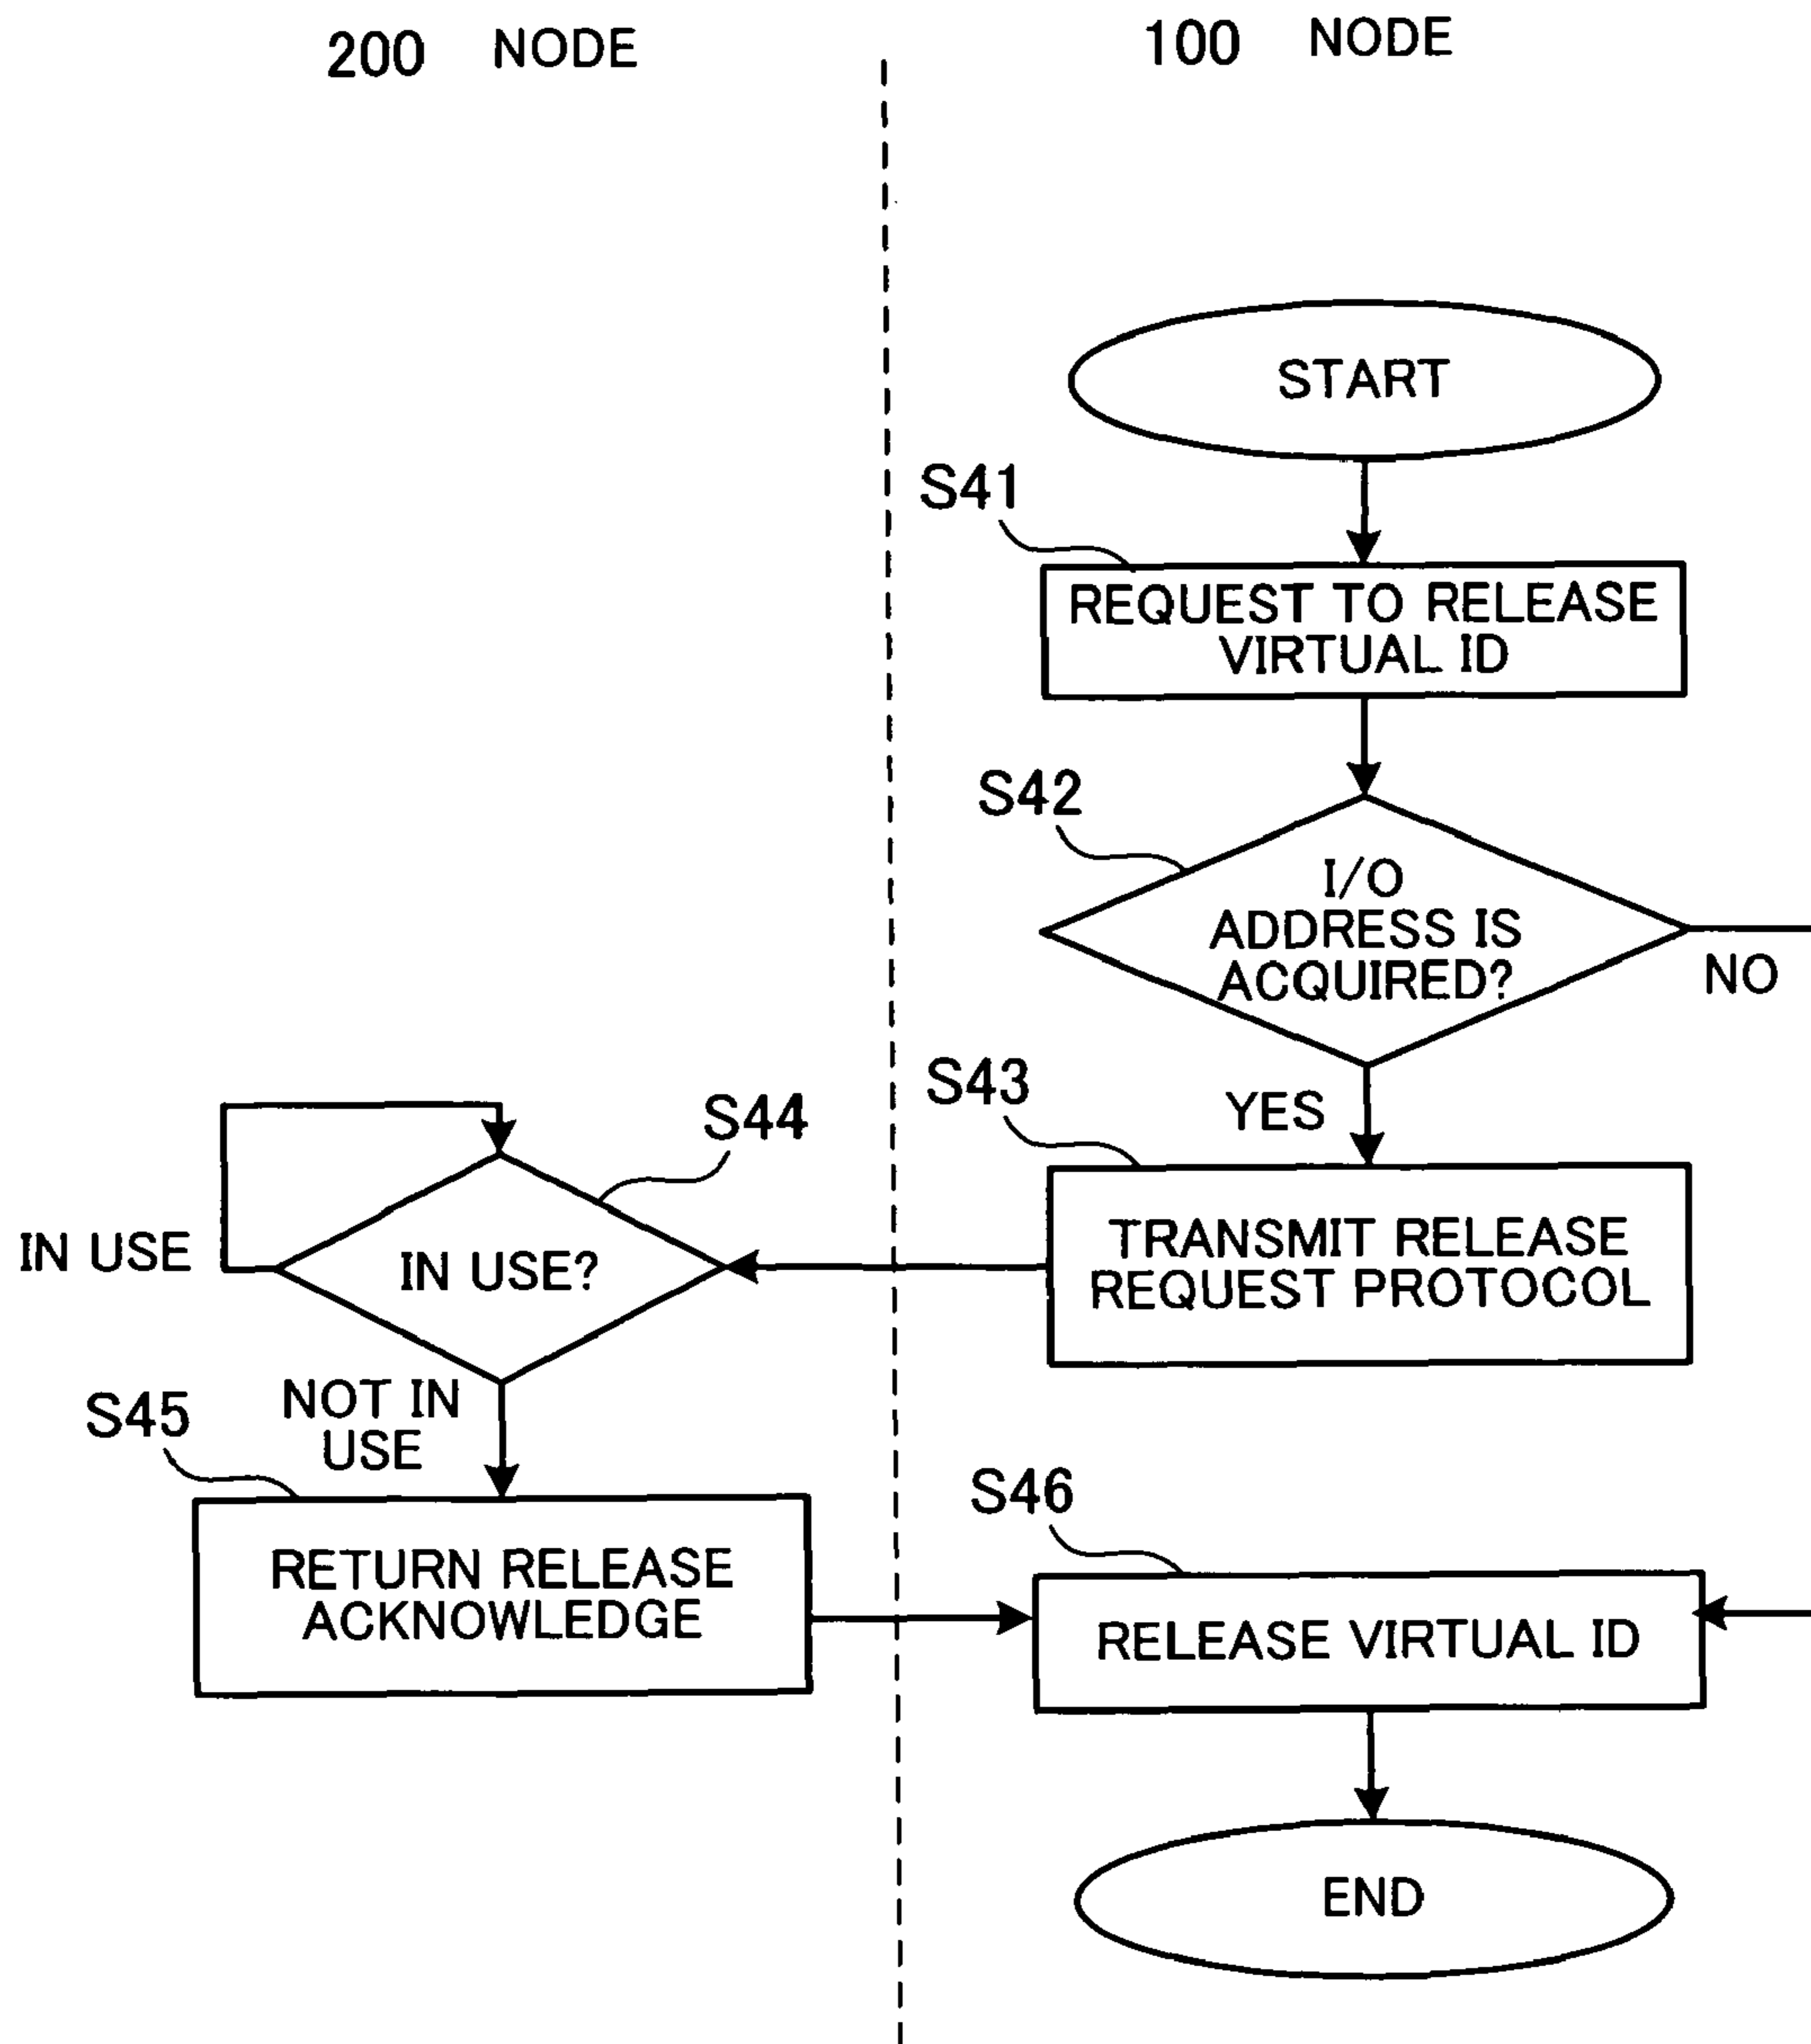 200 NODE
100 NODE
START
S41
REQUEST TO RELEASE
VIRTUAL ID
S42
I/O
ADDRESS IS
ACQUIRED?
NO
YES
S43
TRANSMIT RELEASE
REQUEST PROTOCOL
S44
IN USE?
IN USE
NOT IN
USE
S45
RETURN RELEASE
ACKNOWLEDGE
S46
RELEASE VIRTUAL ID
END